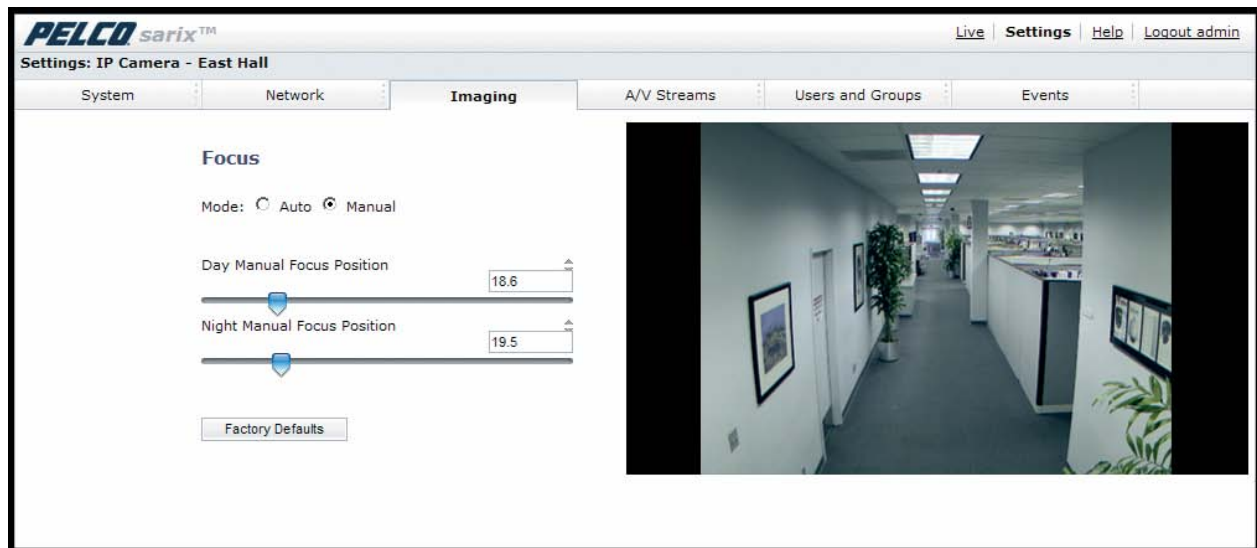 PELCO sarix™
Live | Settings | Help | Logout admin
Settings: IP Camera - East Hall
System Network Imaging A/V Streams Users and Groups Events
Focus
Mode: Auto Manual
Day Manual Focus Position
18.6
Night Manual Focus Position
19.5
Factory Defaults